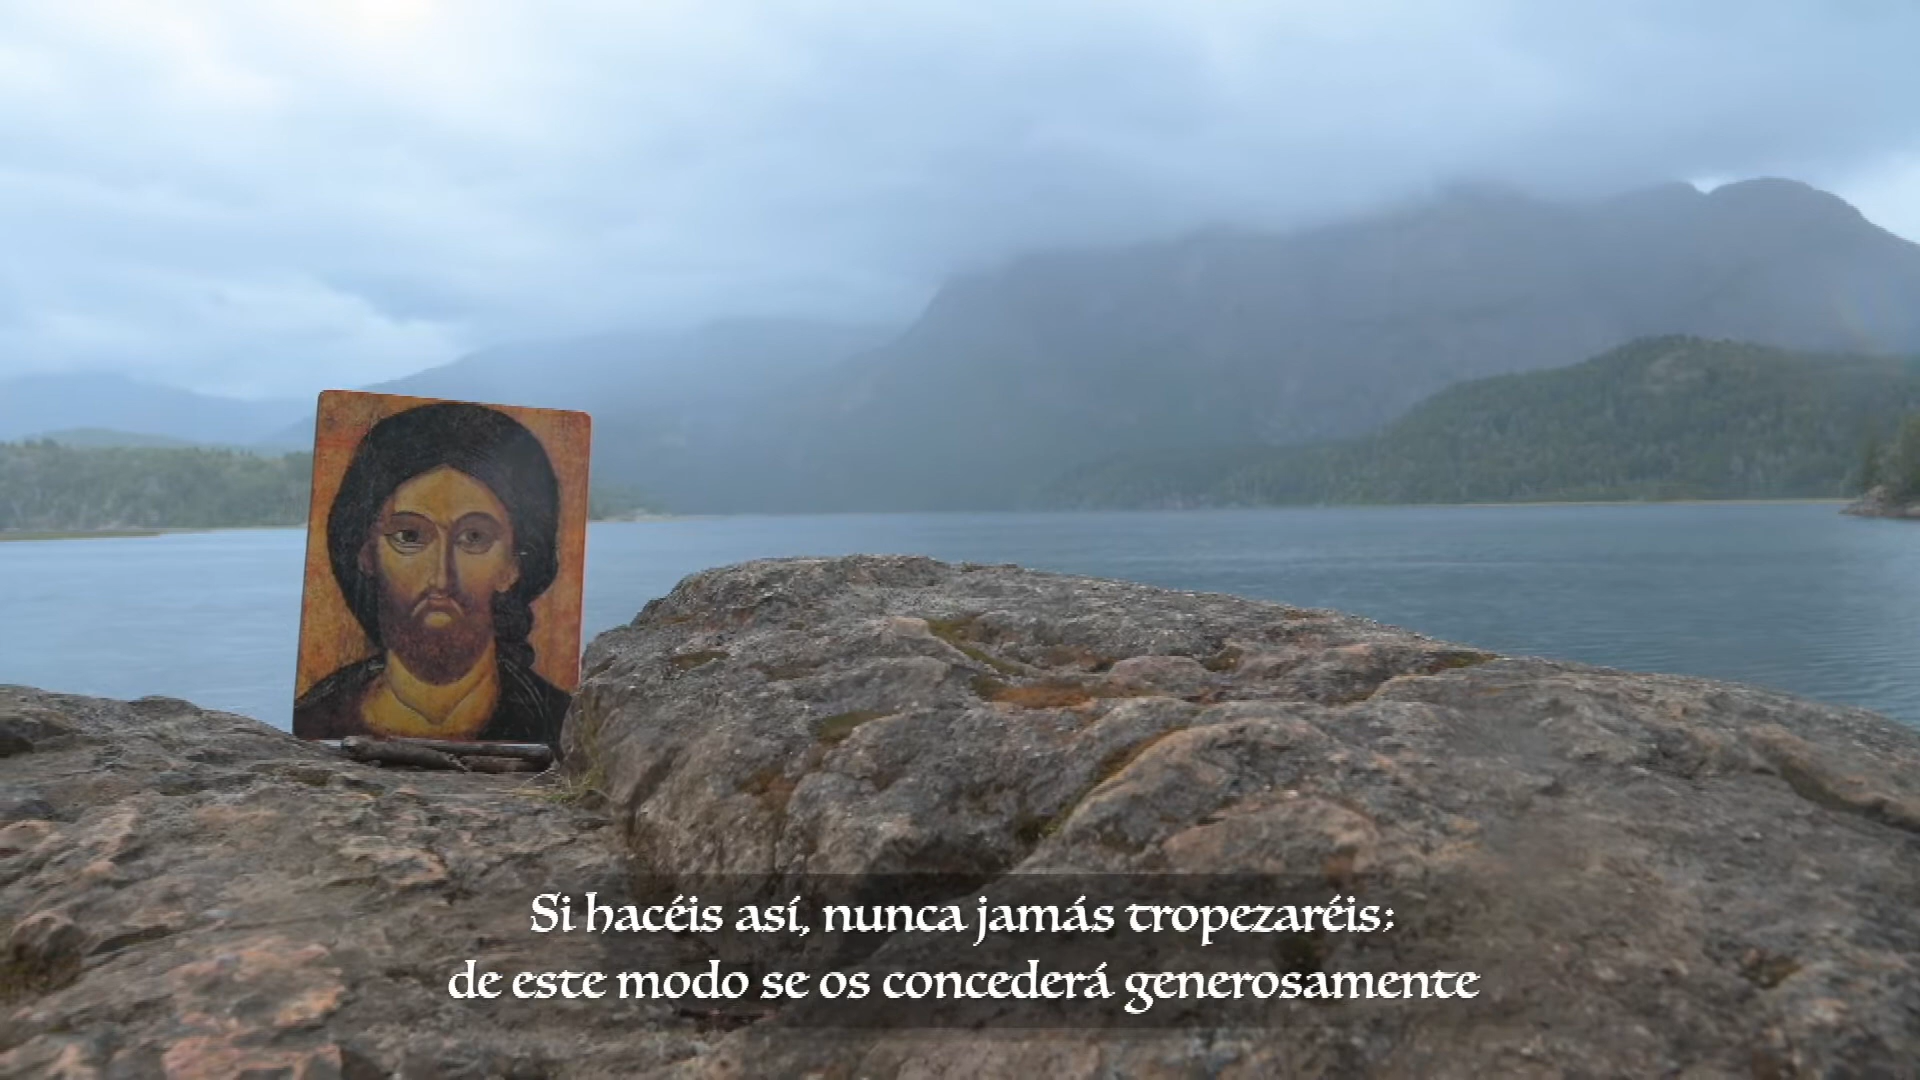 Si hacéis así, nunca jamás tropezaréis;
de este modo se os concederá generosamente